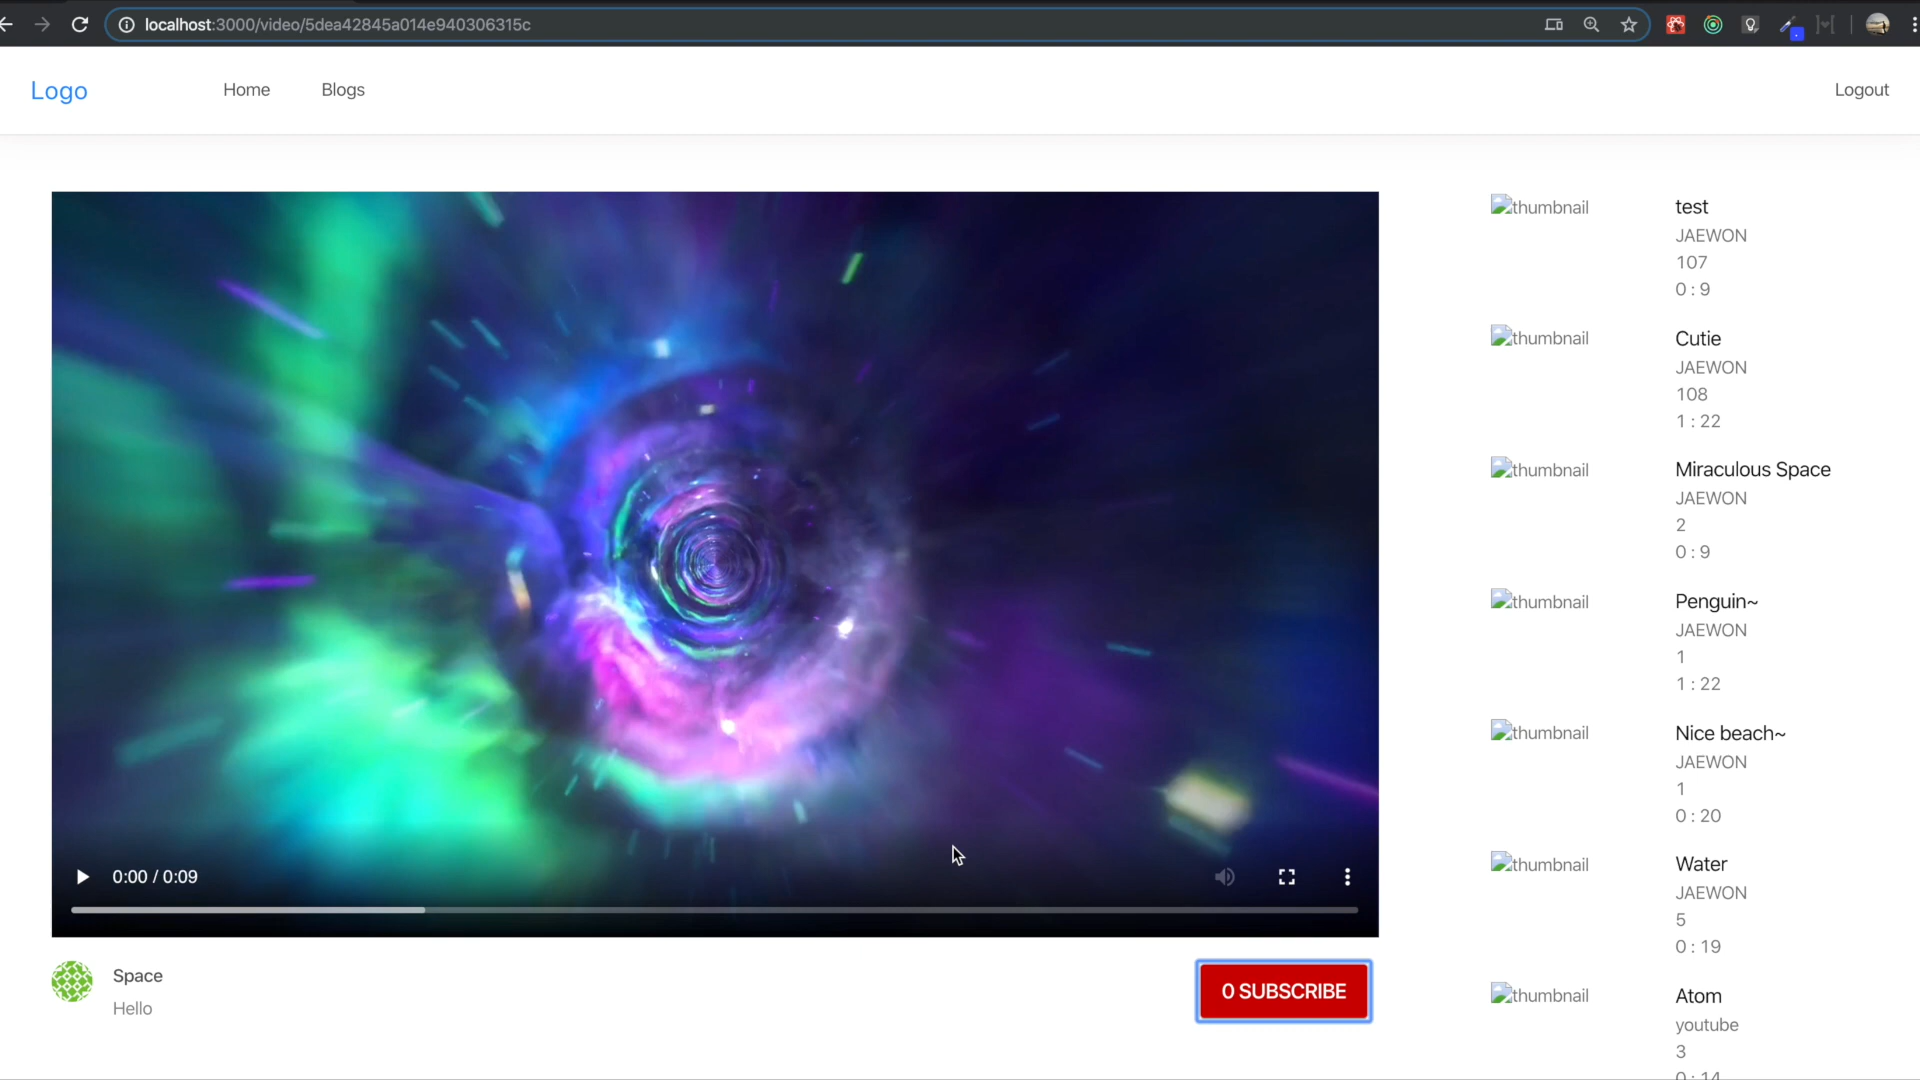 localhost:3000/video/5dea42845a014e940306315c
Logo
Home
Blogs
Logout
0:00 / 0:09
Space
Hello
0 SUBSCRIBE
thumbnail
test
JAEWON
107
0 : 9
thumbnail
Cutie
JAEWON
108
1 : 22
thumbnail
Miraculous Space
JAEWON
2
0 : 9
thumbnail
Penguin~
JAEWON
1
1 : 22
thumbnail
Nice beach~
JAEWON
1
0 : 20
thumbnail
Water
JAEWON
5
0 : 19
thumbnail
Atom
youtube
3
0 : 14